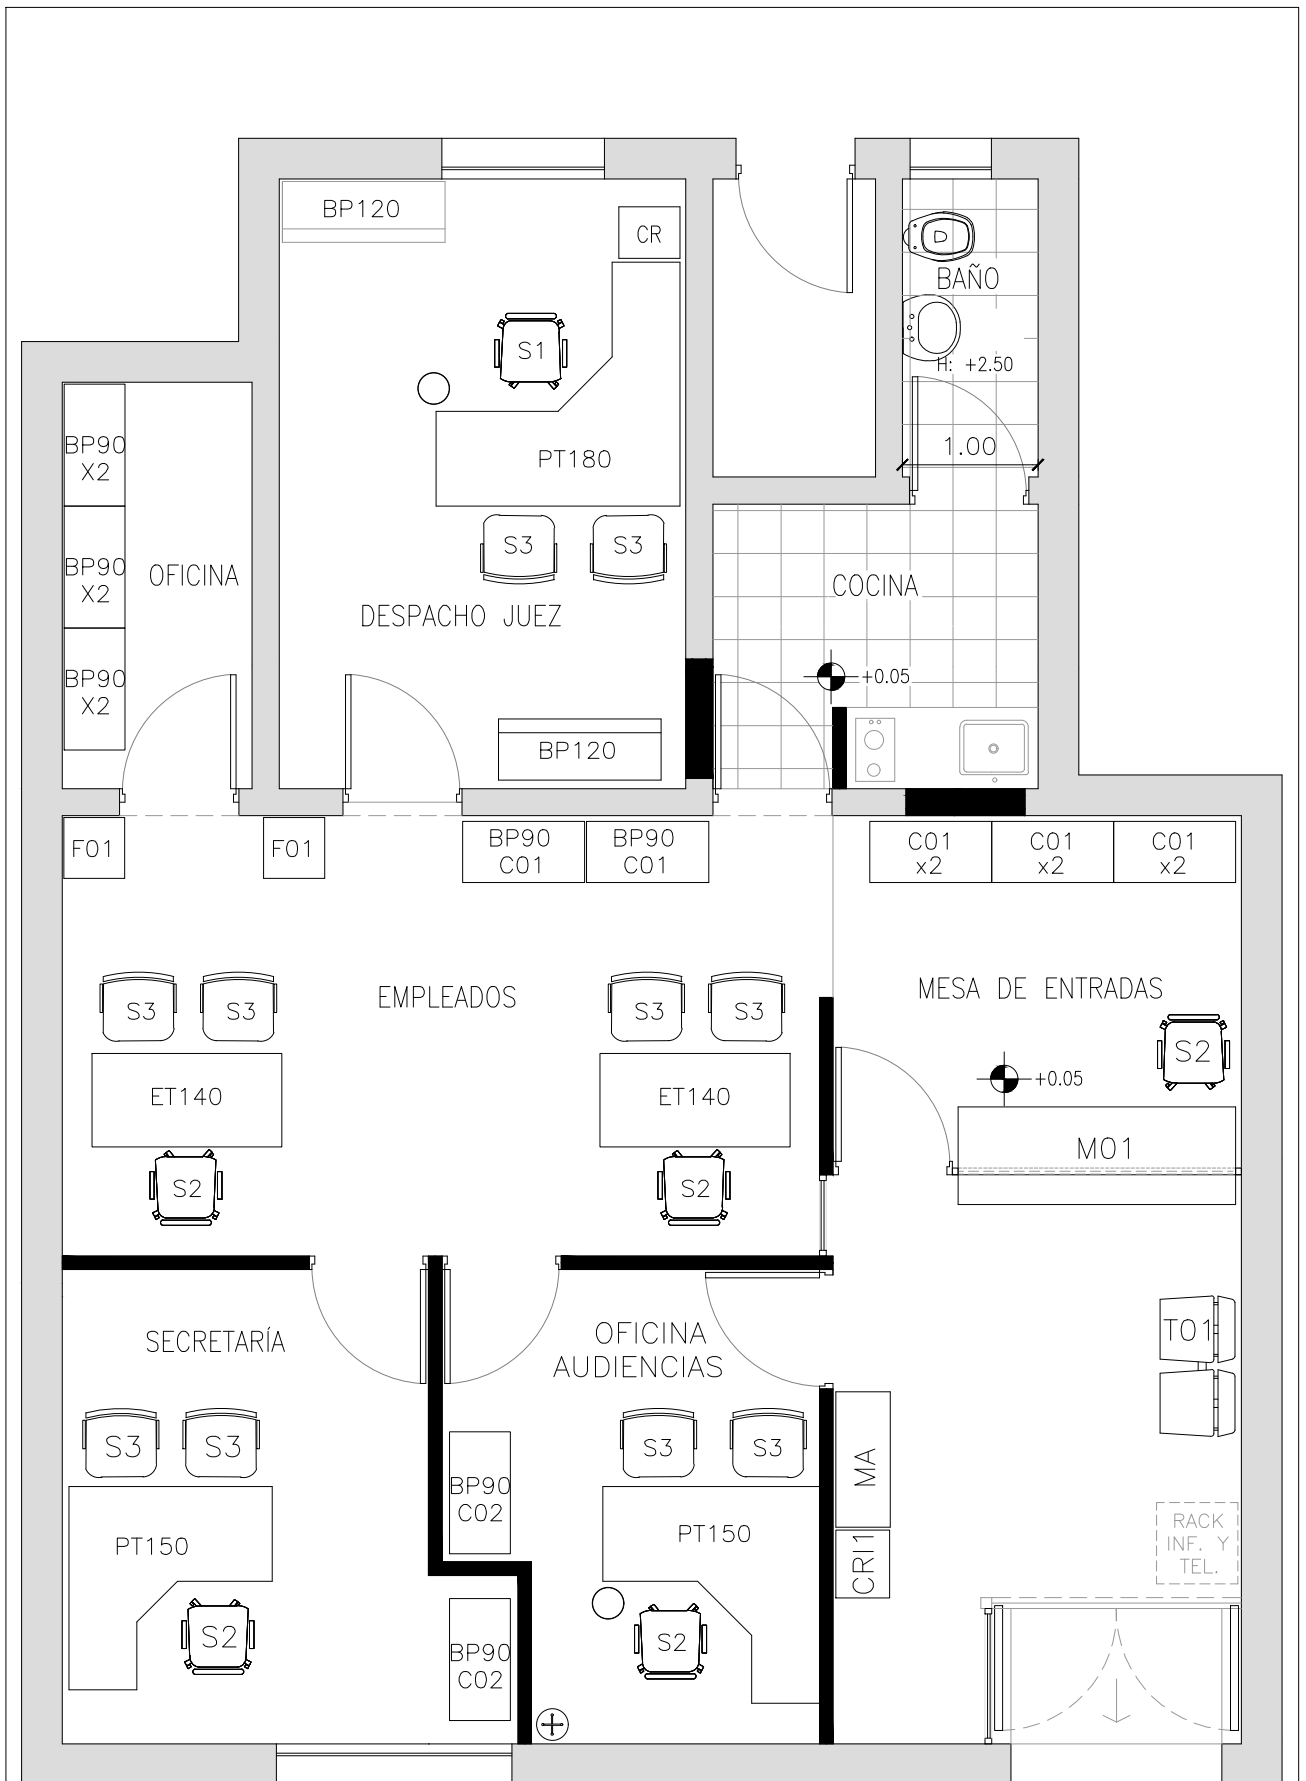 BP120
CR
BAÑO
S1
H: +2.50
1.00
BP90
X2
PT180
S3
S3
BP90
X2
OFICINA
COCINA
DESPACHO JUEZ
BP90
X2
+0.05
BP120
F01
F01
BP90
C01
BP90
C01
C01
x2
C01
x2
C01
x2
EMPLEADOS
MESA DE ENTRADAS
S3
S3
S3
S3
S2
+0.05
ET140
ET140
M01
S2
S2
SECRETARÍA
OFICINA
AUDIENCIAS
T01
S3
S3
S3
S3
MA
BP90
C02
PT150
PT150
RACK
INF. Y
TEL.
CRI1
S2
S2
BP90
C02